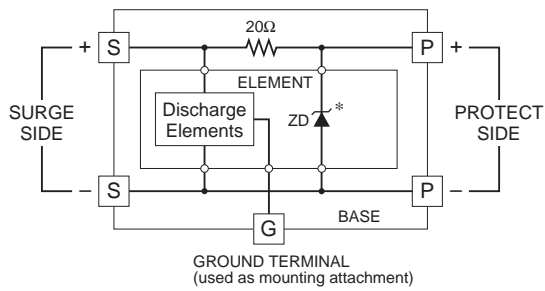 20Ω
+ S P +
ELEMENT
Discharge
Elements
ZD *
SURGE
SIDE
PROTECT
SIDE
– S P –
BASE
G
GROUND TERMINAL
(used as mounting attachment)